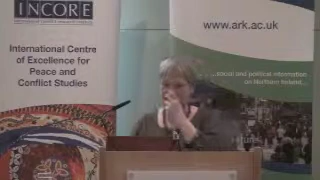 INCORE
International Centre
of Excellence for
Peace and
Conflict Studies
www.ark.ac.uk
...social and political information
on Northern Ireland...